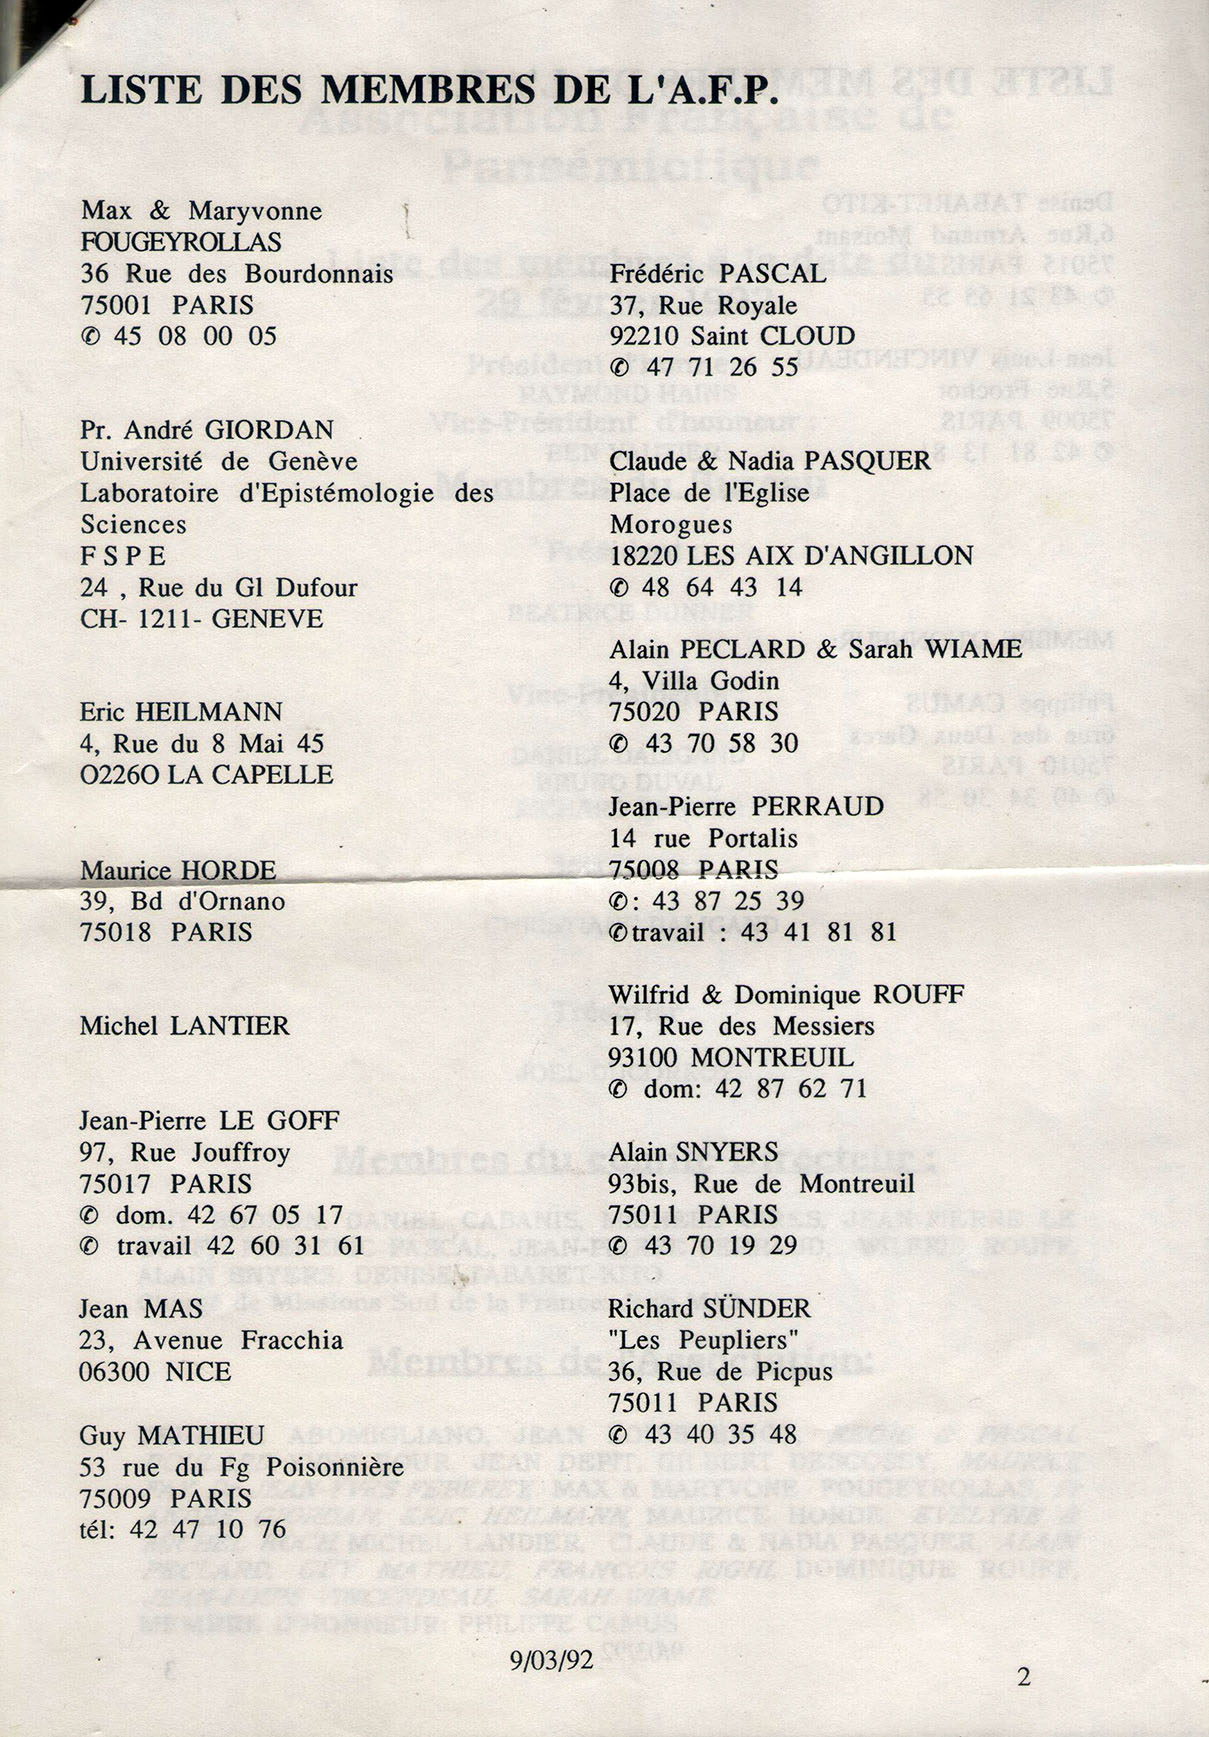 LISTE DES MEMBRES DE L'A.F.P.
Max & Maryvonne
FOUGEYROLLAS
36 Rue des Bourdonnais
75001 PARIS
✆ 45 08 00 05
Pr. André GIORDAN
Université de Genève
Laboratoire d'Epistémologie des
Sciences
F S P E
24 , Rue du Gl Dufour
CH- 1211- GENEVE
Eric HEILMANN
4, Rue du 8 Mai 45
O226O LA CAPELLE
Maurice HORDE
39, Bd d'Ornano
75018 PARIS
Michel LANTIER
Jean-Pierre LE GOFF
97, Rue Jouffroy
75017 PARIS
✆ dom. 42 67 05 17
✆ travail 42 60 31 61
Jean MAS
23, Avenue Fracchia
06300 NICE
Guy MATHIEU
53 rue du Fg Poisonnière
75009 PARIS
tél: 42 47 10 76
Frédéric PASCAL
37, Rue Royale
92210 Saint CLOUD
✆ 47 71 26 55
Claude & Nadia PASQUER
Place de l'Eglise
Morogues
18220 LES AIX D'ANGILLON
✆ 48 64 43 14
Alain PECLARD & Sarah WIAME
4, Villa Godin
75020 PARIS
✆ 43 70 58 30
Jean-Pierre PERRAUD
14 rue Portalis
75008 PARIS
✆: 43 87 25 39
✆travail : 43 41 81 81
Wilfrid & Dominique ROUFF
17, Rue des Messiers
93100 MONTREUIL
✆ dom: 42 87 62 71
Alain SNYERS
93bis, Rue de Montreuil
75011 PARIS
✆ 43 70 19 29
Richard SÜNDER
"Les Peupliers"
36, Rue de Picpus
75011 PARIS
✆ 43 40 35 48
9/03/92
2